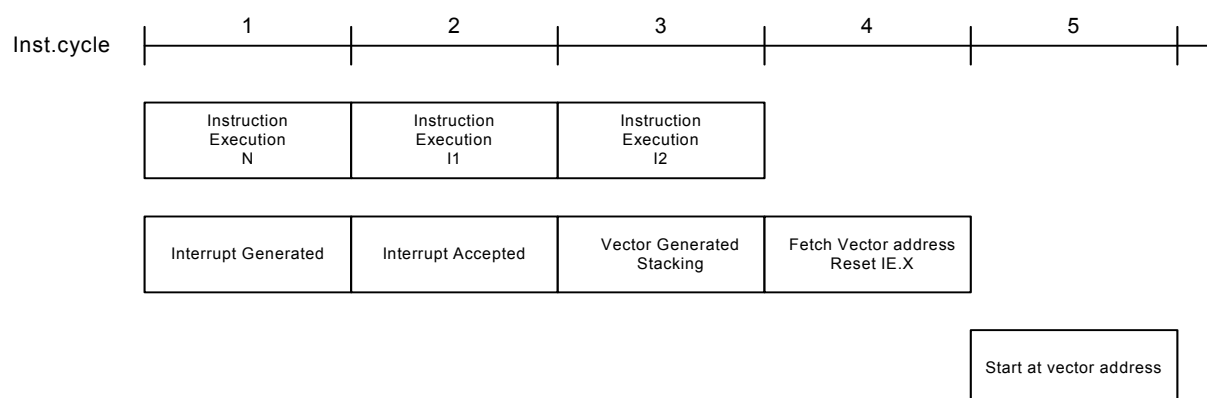 1 2 3 4 5
Inst.cycle
Instruction
Execution
N
Instruction
Execution
I1
Instruction
Execution
I2
Interrupt Generated
Interrupt Accepted
Vector Generated
Stacking
Fetch Vector address
Reset IE.X
Start at vector address